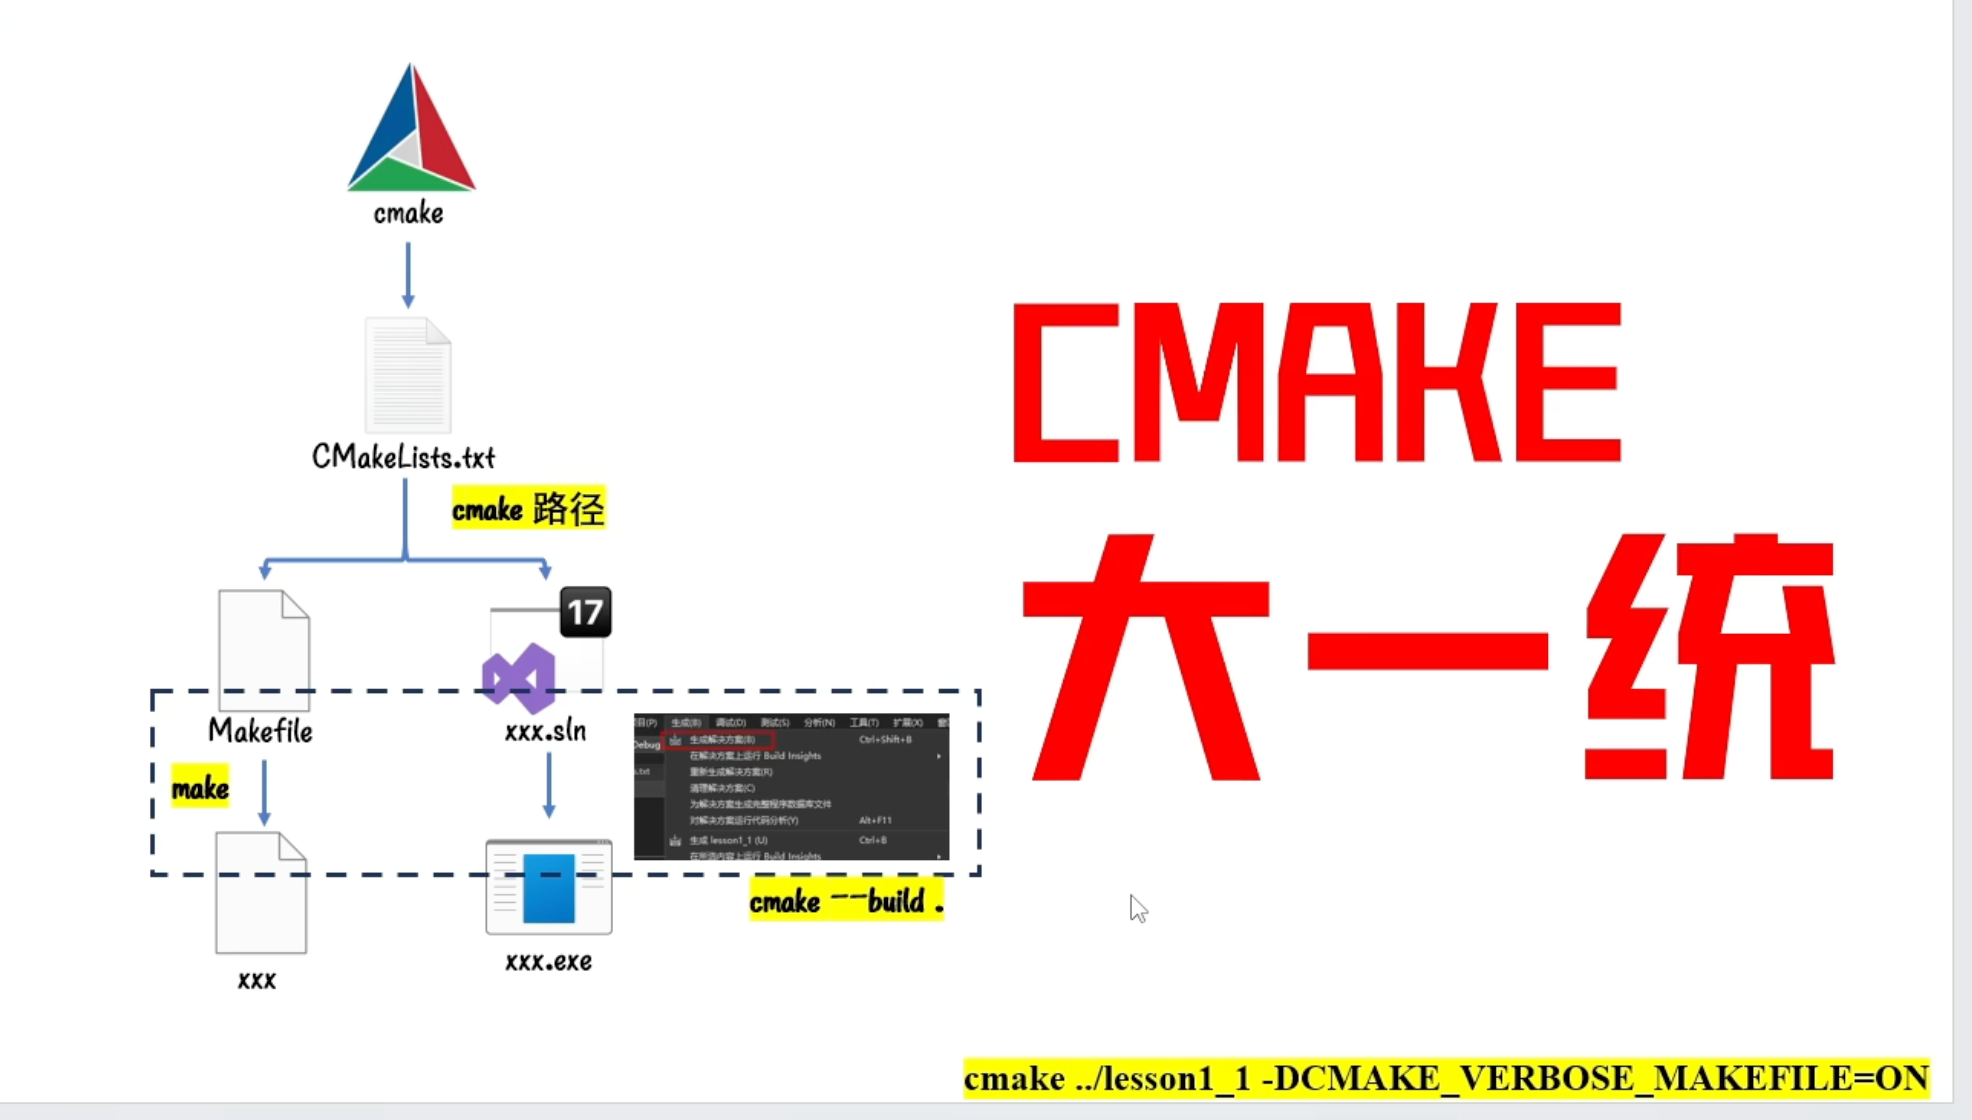 cmake
CMakeLists.txt
cmake 路径
17
Makefile
xxx.sln
make
目(P) 生成(B) 调试(D) 测试(S) 分析(N) 工具(T) 扩展(X)
Debug
生成解决方案(B) Ctrl+Shift+B
在解决方案上运行 Build Insights
.txt
重新生成解决方案(R)
清理解决方案(C)
为解决方案生成完整程序数据库文件
对解决方案运行代码分析(Y) Alt+F11
生成 lesson1_1 (U) Ctrl+B
在所选内容上运行 Build Insights
cmake --build .
xxx
xxx.exe
CMAKE
大一统
cmake ../lesson1_1 -DCMAKE_VERBOSE_MAKEFILE=ON